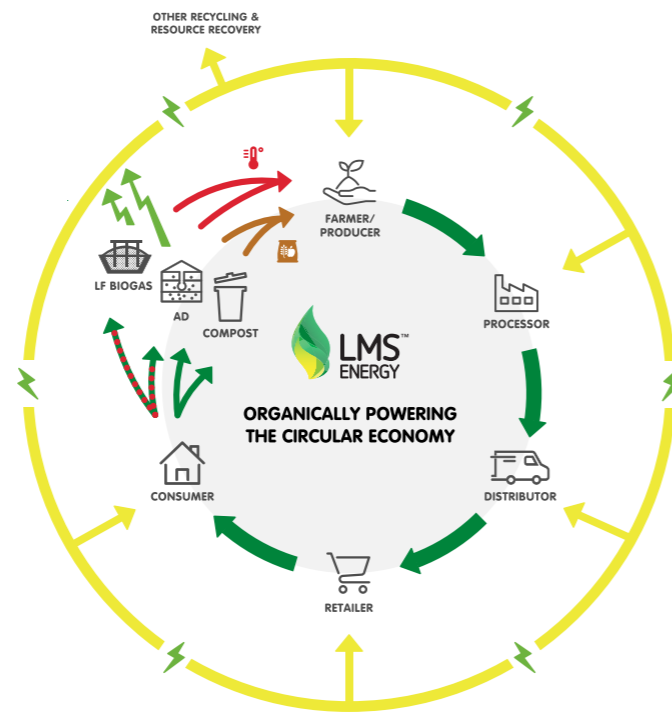 OTHER RECYCLING &
RESOURCE RECOVERY
FARMER/
PRODUCER
LF BIOGAS
AD
COMPOST
PROCESSOR
LMS™
ENERGY
ORGANICALLY POWERING
THE CIRCULAR ECONOMY
CONSUMER
DISTRIBUTOR
RETAILER